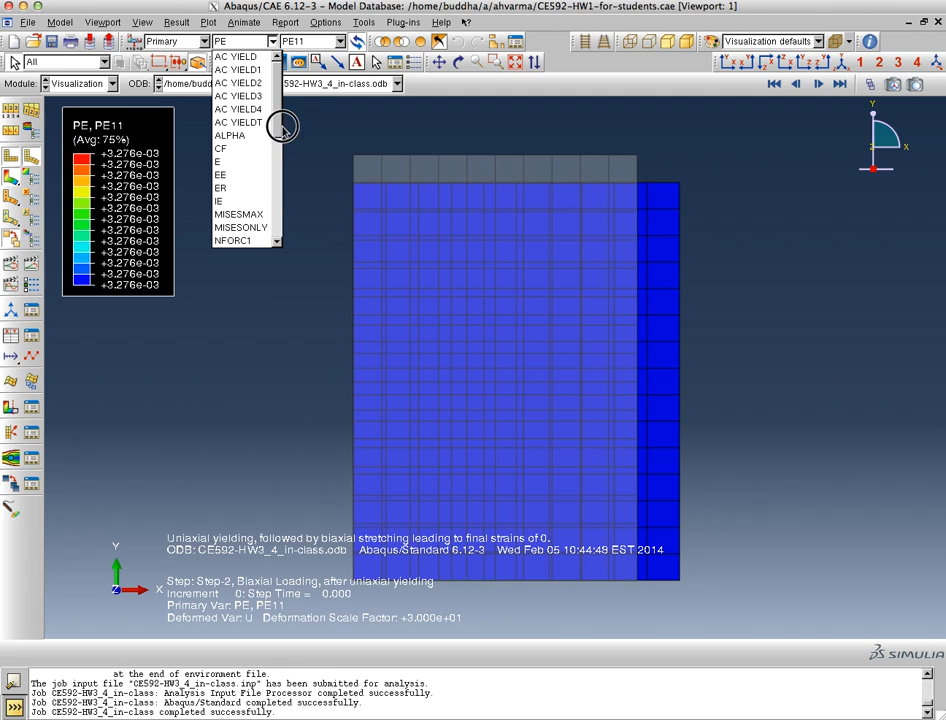 Abaqus/CAE 6.12-3 - Model Database: /home/buddha/a/ahvarma/CE592-HW1-for-students.cae [Viewport: 1]
File Model Viewport View Result Plot Animate Report Options Tools Plug-ins Help
Primary PE PE11 Visualization defaults
All 1 2 3 4
Module: Visualization ODB: /home/budd 592-HW3_4_in-class.odb
AC YIELD
AC YIELD1
AC YIELD2
AC YIELD3
AC YIELD4
AC YIELDT
ALPHA
CF
E
EE
ER
IE
MISESMAX
MISESONLY
NFORC1
PE, PE11
(Avg: 75%)
+3.276e-03
+3.276e-03
+3.276e-03
+3.276e-03
+3.276e-03
+3.276e-03
+3.276e-03
+3.276e-03
+3.276e-03
+3.276e-03
+3.276e-03
+3.276e-03
Y
X
Z
Uniaxial yielding, followed by biaxial stretching leading to final strains of 0.
ODB: CE592-HW3_4_in-class.odb Abaqus/Standard 6.12-3 Wed Feb 05 10:44:48 EST 2014
Y
Z X
Step: Step-2, Biaxial Loading, after uniaxial yielding
Increment 0: Step Time = 0.000
Primary Var: PE, PE11
Deformed Var: U Deformation Scale Factor: +3.000e+01
SIMULIA
at the end of environment file.
The job input file "CE592-HW3_4_in-class.inp" has been submitted for analysis.
Job CE592-HW3_4_in-class: Analysis Input File Processor completed successfully.
Job CE592-HW3_4_in-class: Abaqus/Standard completed successfully.
Job CE592-HW3_4_in-class completed successfully.
>>>